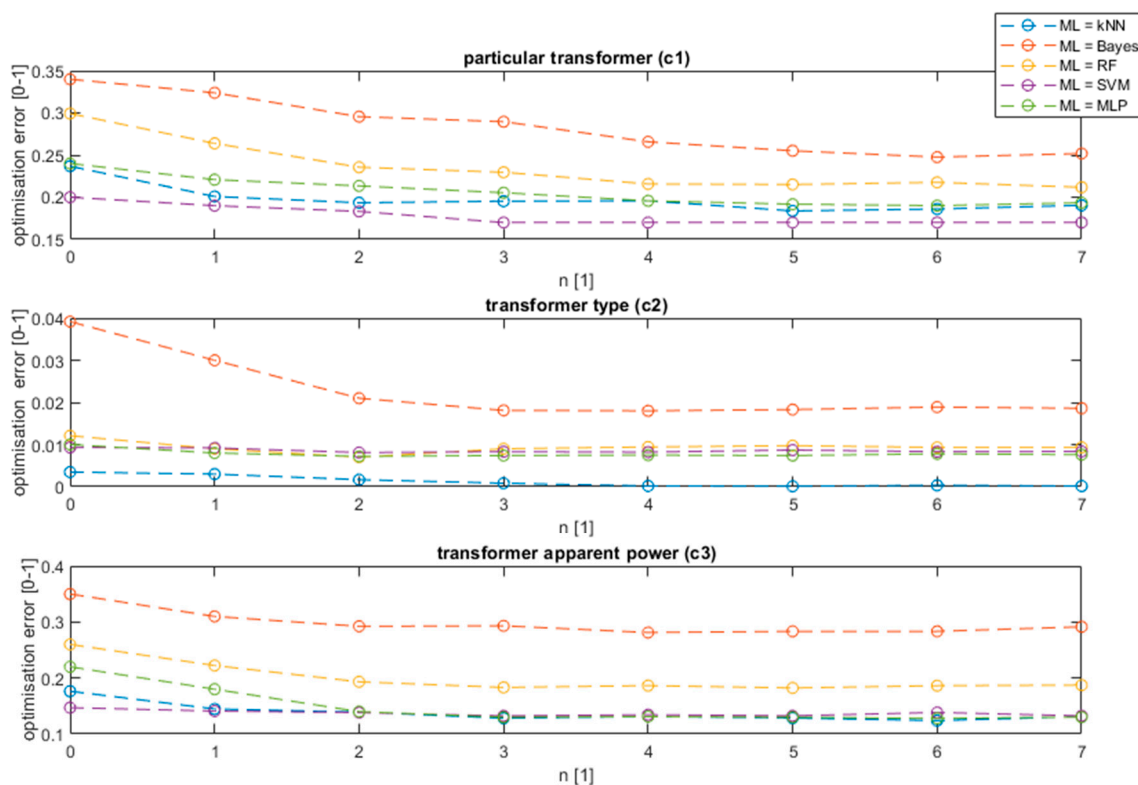 ML = kNN
ML = Bayes
ML = RF
ML = SVM
ML = MLP
particular transformer (c1)
optimisation error [0-1]
0.35
0.3
0.25
0.2
0.15
0 1 2 3 4 5 6 7
n [1]
transformer type (c2)
optimisation error [0-1]
0.04
0.03
0.02
0.01
0
0 1 2 3 4 5 6 7
n [1]
transformer apparent power (c3)
optimisation error [0-1]
0.4
0.3
0.2
0.1
0 1 2 3 4 5 6 7
n [1]